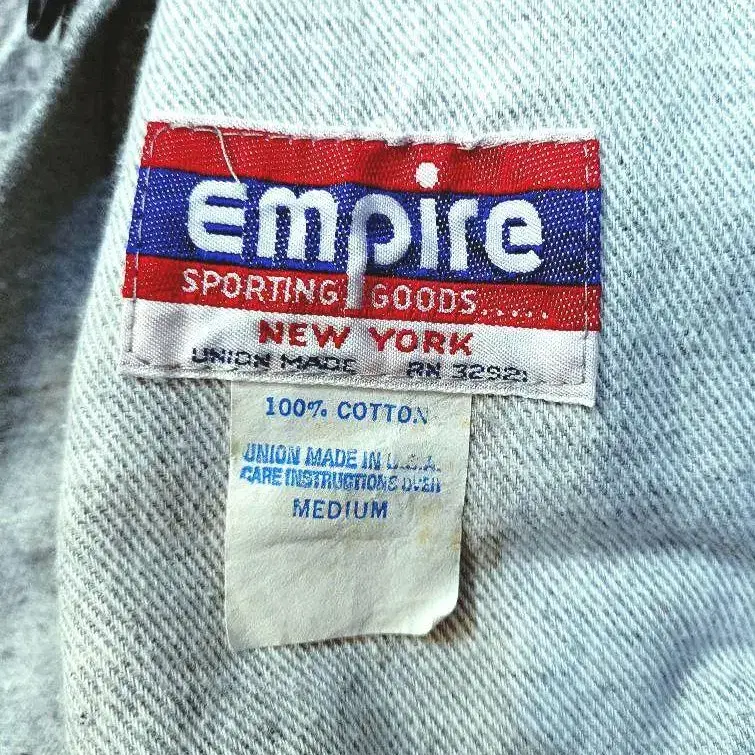 Empire
SPORTING GOODS.....
NEW YORK
UNION MADE RN 32921
100% COTTON
UNION MADE IN U.S.A.
CARE INSTRUCTIONS OVER
MEDIUM